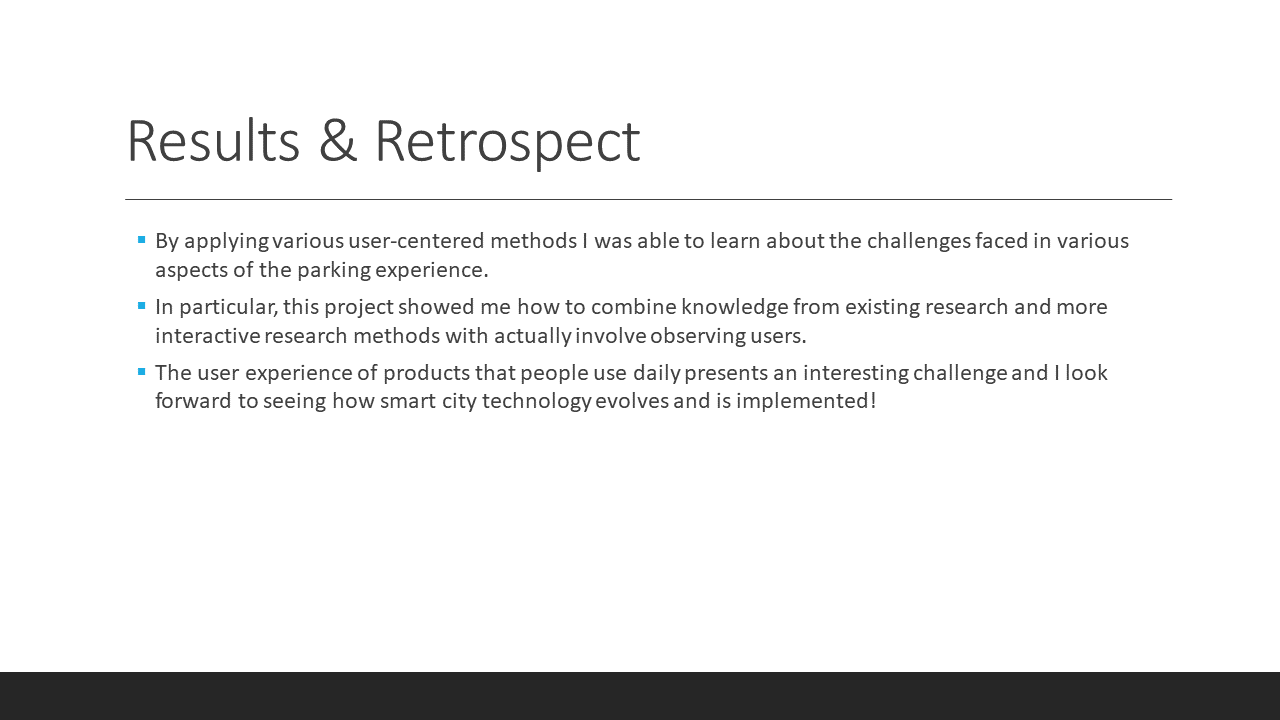 Results & Retrospect
By applying various user-centered methods I was able to learn about the challenges faced in various
aspects of the parking experience.
In particular, this project showed me how to combine knowledge from existing research and more
interactive research methods with actually involve observing users.
The user experience of products that people use daily presents an interesting challenge and I look
forward to seeing how smart city technology evolves and is implemented!